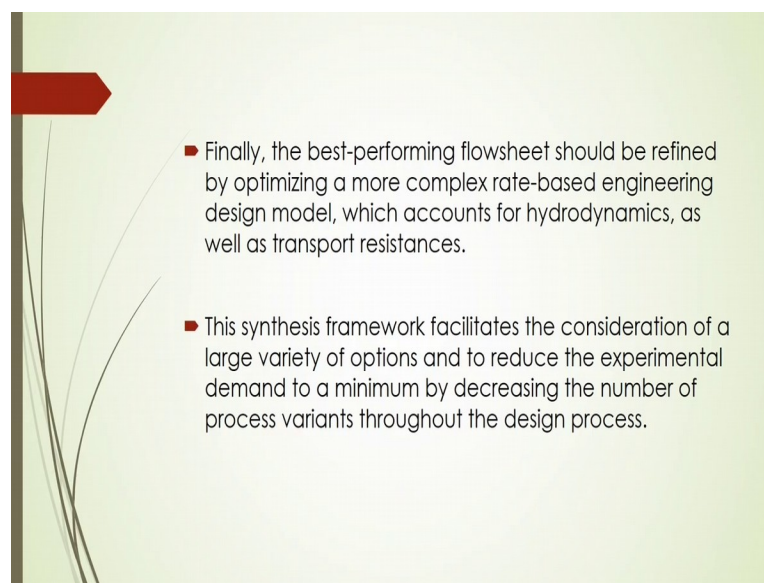 Finally, the best-performing flowsheet should be refined
by optimizing a more complex rate-based engineering
design model, which accounts for hydrodynamics, as
well as transport resistances.
This synthesis framework facilitates the consideration of a
large variety of options and to reduce the experimental
demand to a minimum by decreasing the number of
process variants throughout the design process.